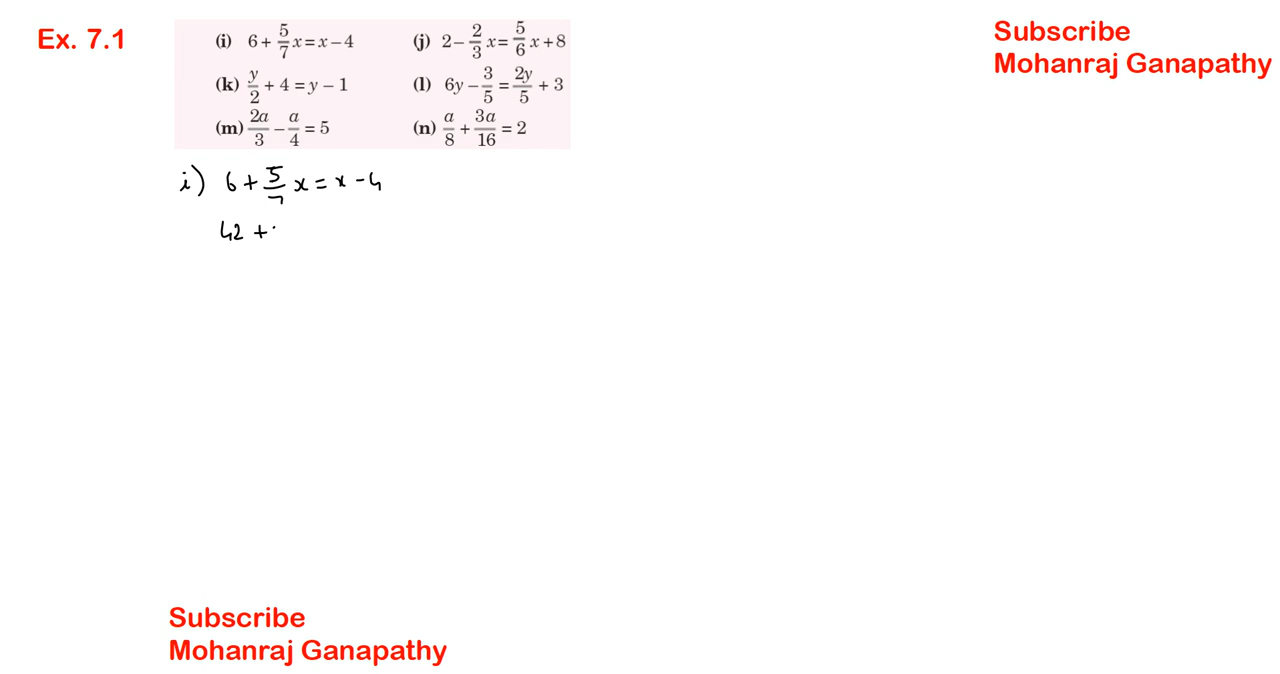 Ex. 7.1
(i) 6 + 5/7 x = x − 4
(j) 2 − 2/3 x = 5/6 x + 8
(k) y/2 + 4 = y − 1
(l) 6y − 3/5 = 2y/5 + 3
(m) 2a/3 − a/4 = 5
(n) a/8 + 3a/16 = 2
Subscribe
Mohanraj Ganapathy
i) 6 + 5/7 x = x − 4
42 +
Subscribe
Mohanraj Ganapathy